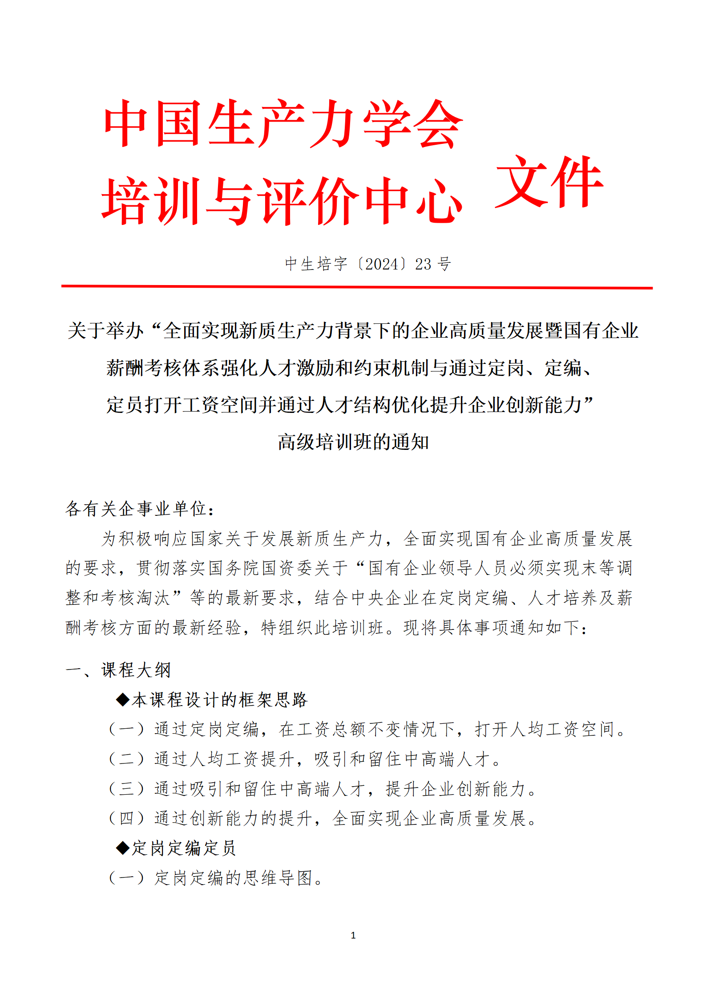 中国生产力学会
培训与评价中心
文件
中生培字〔2024〕23 号
关于举办“全面实现新质生产力背景下的企业高质量发展暨国有企业
薪酬考核体系强化人才激励和约束机制与通过定岗、定编、
定员打开工资空间并通过人才结构优化提升企业创新能力”
高级培训班的通知
各有关企事业单位：
为积极响应国家关于发展新质生产力，全面实现国有企业高质量发展
的要求，贯彻落实国务院国资委关于“国有企业领导人员必须实现末等调
整和考核淘汰”等的最新要求，结合中央企业在定岗定编、人才培养及薪
酬考核方面的最新经验，特组织此培训班。现将具体事项通知如下：
一、课程大纲
◆本课程设计的框架思路
（一）通过定岗定编，在工资总额不变情况下，打开人均工资空间。
（二）通过人均工资提升，吸引和留住中高端人才。
（三）通过吸引和留住中高端人才，提升企业创新能力。
（四）通过创新能力的提升，全面实现企业高质量发展。
◆定岗定编定员
（一）定岗定编的思维导图。
1